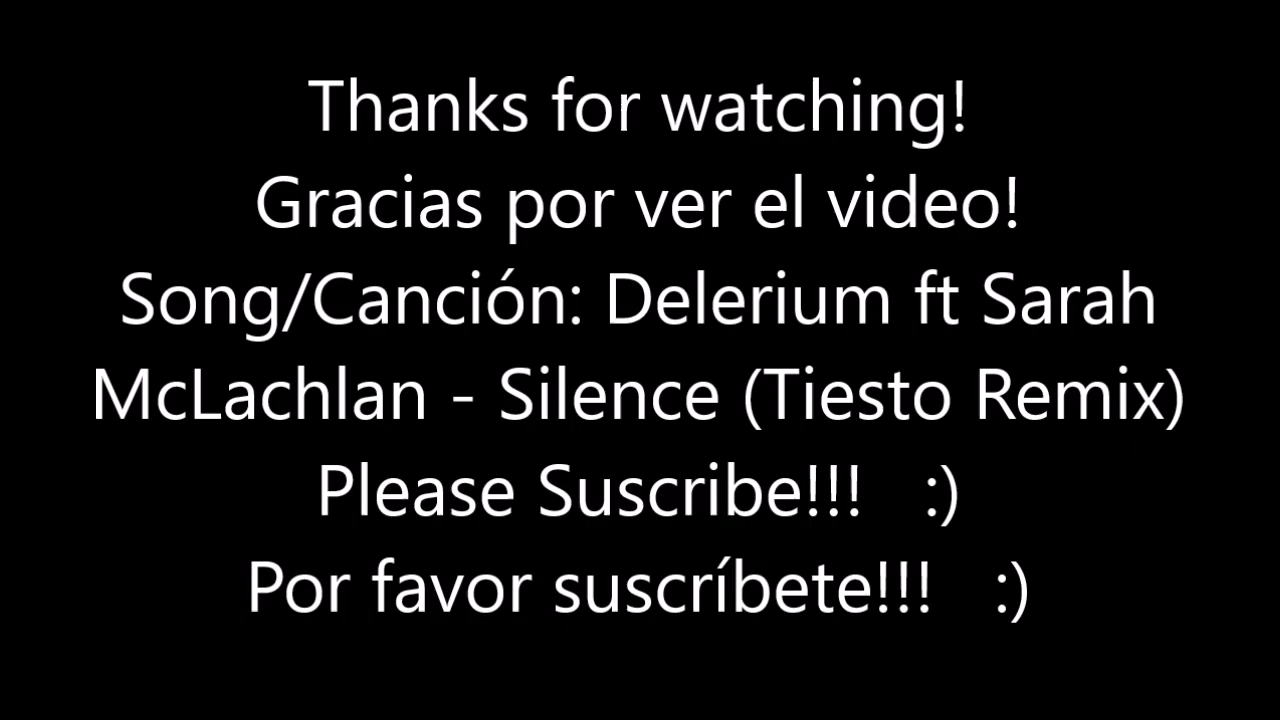 Thanks for watching!
Gracias por ver el video!
Song/Canción: Delerium ft Sarah
McLachlan - Silence (Tiesto Remix)
Please Suscribe!!!   :)
Por favor suscríbete!!!   :)